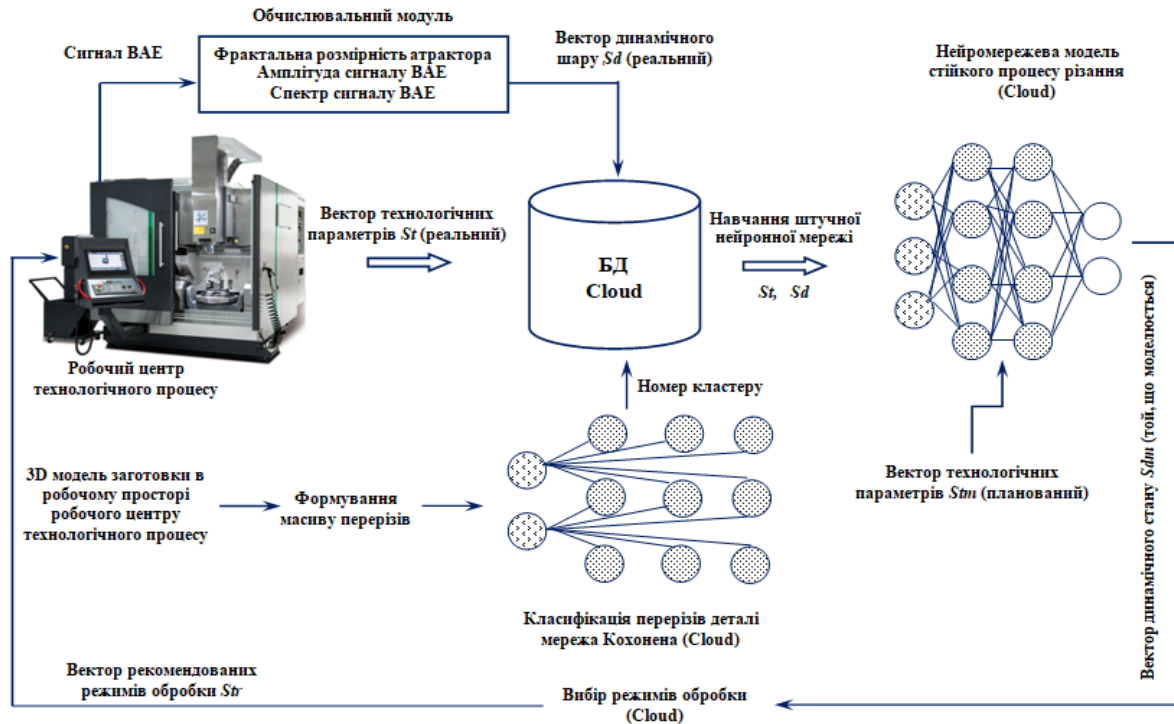 Обчислювальний модуль
Сигнал ВАЕ
Фрактальна розмірність атрактора
Амплітуда сигналу ВАЕ
Спектр сигналу ВАЕ
Вектор динамічного
шару Sd (реальний)
Нейромережева модель
стійкого процесу різання
(Cloud)
Вектор технологічних
параметрів St (реальний)
БД
Cloud
Навчання штучної
нейронної мережі
St, Sd
Робочий центр
технологічного процесу
Номер кластеру
Вектор технологічних
параметрів Stm (планований)
Вектор динамічного стану Sdm (той, що моделюється)
3D модель заготовки в
робочому просторі
робочого центру
технологічного процесу
Формування
масиву перерізів
Класифікація перерізів деталі
мережа Кохонена (Cloud)
Вектор рекомендованих
режимів обробки Str
Вибір режимів обробки
(Cloud)